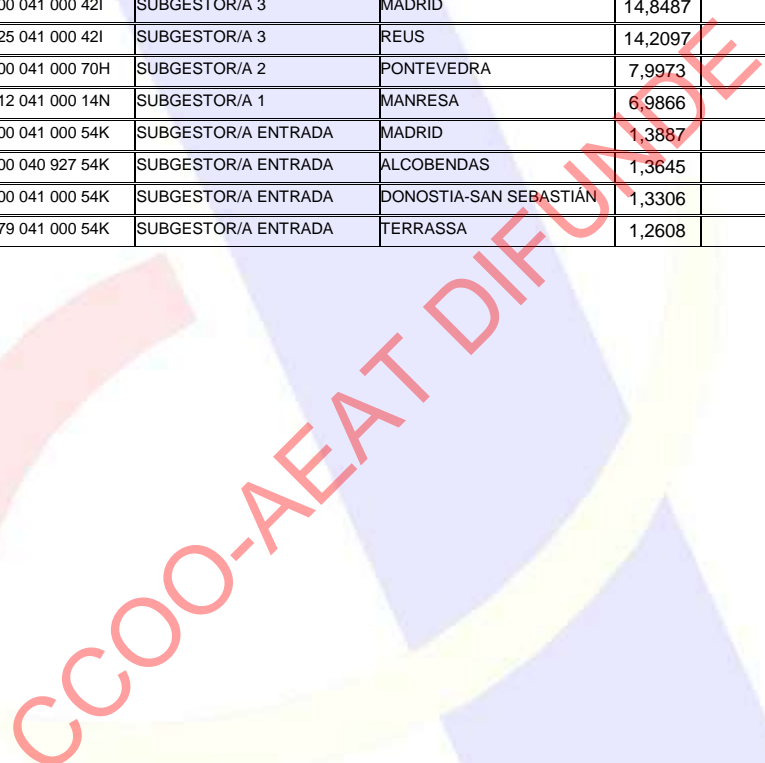 00 041 000 42I SUBGESTOR/A 3 MADRID 14,8487
25 041 000 42I SUBGESTOR/A 3 REUS 14,2097
00 041 000 70H SUBGESTOR/A 2 PONTEVEDRA 7,9973
12 041 000 14N SUBGESTOR/A 1 MANRESA 6,9866
00 041 000 54K SUBGESTOR/A ENTRADA MADRID 1,3887
00 040 927 54K SUBGESTOR/A ENTRADA ALCOBENDAS 1,3645
00 041 000 54K SUBGESTOR/A ENTRADA DONOSTIA-SAN SEBASTIÁN 1,3306
79 041 000 54K SUBGESTOR/A ENTRADA TERRASSA 1,2608
CCOO-AEAT DIFUNDE